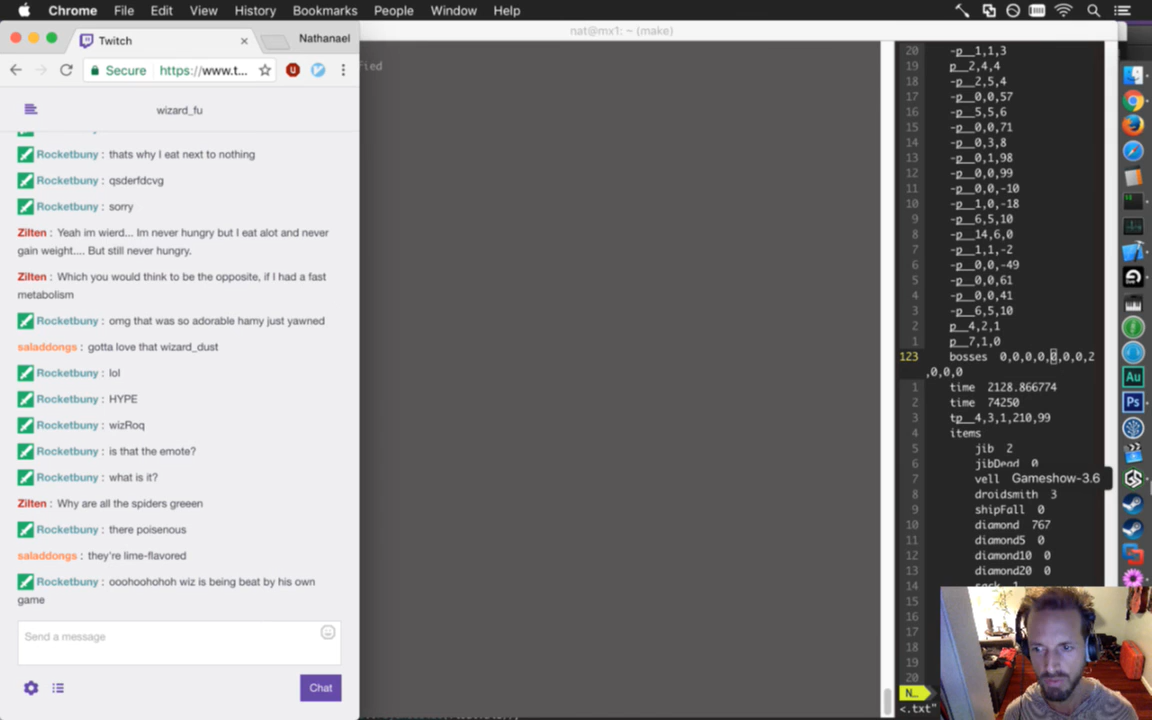 Chrome File Edit View History Bookmarks People Window Help
Twitch
Nathanael
nat@mx1: ~ (make)
Secure https://www.t...
wizard_fu
Rocketbuny : thats why I eat next to nothing
Rocketbuny : qsderfdcvg
Rocketbuny : sorry
Zilten : Yeah im wierd... Im never hungry but I eat alot and never
gain weight.... But still never hungry.
Zilten : Which you would think to be the opposite, if I had a fast
metabolism
Rocketbuny : omg that was so adorable hamy just yawned
saladdongs : gotta love that wizard_dust
Rocketbuny : lol
Rocketbuny : HYPE
Rocketbuny : wizRoq
Rocketbuny : is that the emote?
Rocketbuny : what is it?
Zilten : Why are all the spiders greeen
Rocketbuny : there poisenous
saladdongs : they're lime-flavored
Rocketbuny : ooohoohohoh wiz is being beat by his own
game
Send a message
Chat
fied
20 -p__1,1,3
19 p__2,4,4
18 -p__2,5,4
17 -p__0,0,57
16 -p__5,5,6
15 -p__0,0,71
14 -p__0,3,8
13 -p__0,1,98
12 -p__0,0,99
11 -p__0,0,-10
10 -p__1,0,-18
9 -p__6,5,10
8 -p__14,6,0
7 -p__1,1,-2
6 -p__0,0,-49
5 -p__0,0,61
4 -p__0,0,41
3 -p__6,5,10
2 p__4,2,1
1 p__7,1,0
123 bosses 0,0,0,0,0,0,0,2
,0,0,0
1 time 2128.866774
2 time 74250
3 tp__4,3,1,210,99
4 items
5 jib 2
6 jibDead 0
7 vell Gameshow-3.6
8 droidsmith 3
9 shipFall 0
10 diamond 767
11 diamond5 0
12 diamond10 0
13 diamond20 0
14 sack 1
15
16
17
18
19
20
N...
<.txt"
Au
Ps